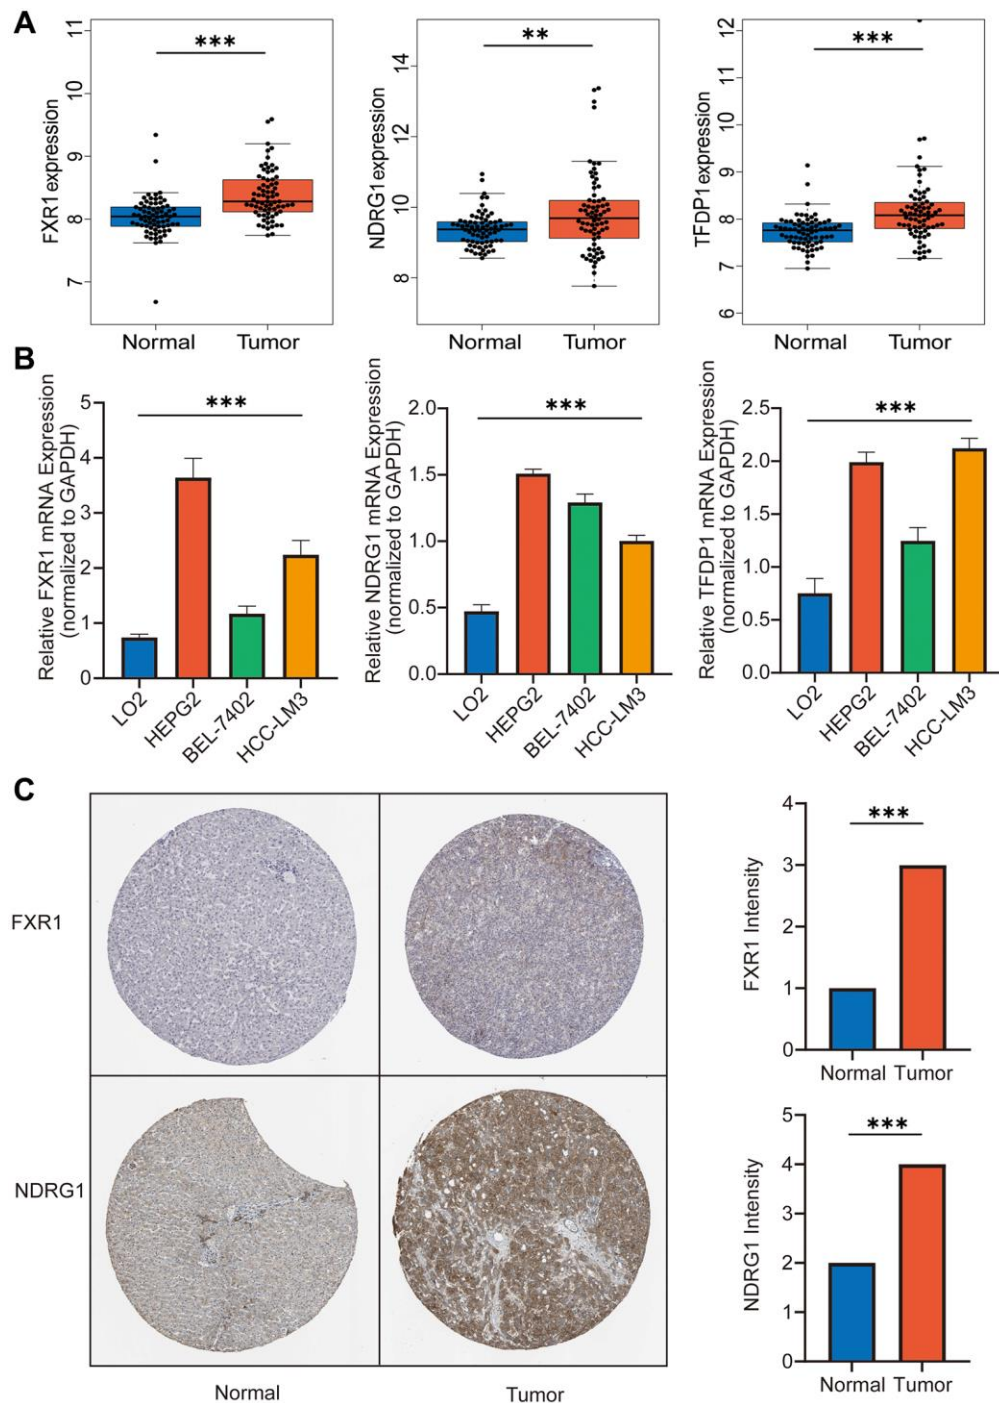 A
FXR1 expression
11
10
9
8
7
***
Normal Tumor
NDRG1 expression
14
12
10
8
**
Normal Tumor
TFDP1 expression
12
11
10
9
8
7
6
***
Normal Tumor
B
Relative FXR1 mRNA Expression
(normalized to GAPDH)
5
4
3
2
1
0
***
LO2
HEPG2
BEL-7402
HCC-LM3
Relative NDRG1 mRNA Expression
(normalized to GAPDH)
2.0
1.5
1.0
0.5
0.0
***
LO2
HEPG2
BEL-7402
HCC-LM3
Relative TFDP1 mRNA Expression
(normalized to GAPDH)
2.5
2.0
1.5
1.0
0.5
0.0
***
LO2
HEPG2
BEL-7402
HCC-LM3
C
FXR1
NDRG1
Normal
Tumor
FXR1 Intensity
4
3
2
1
0
***
Normal Tumor
NDRG1 Intensity
5
4
3
2
1
0
***
Normal Tumor